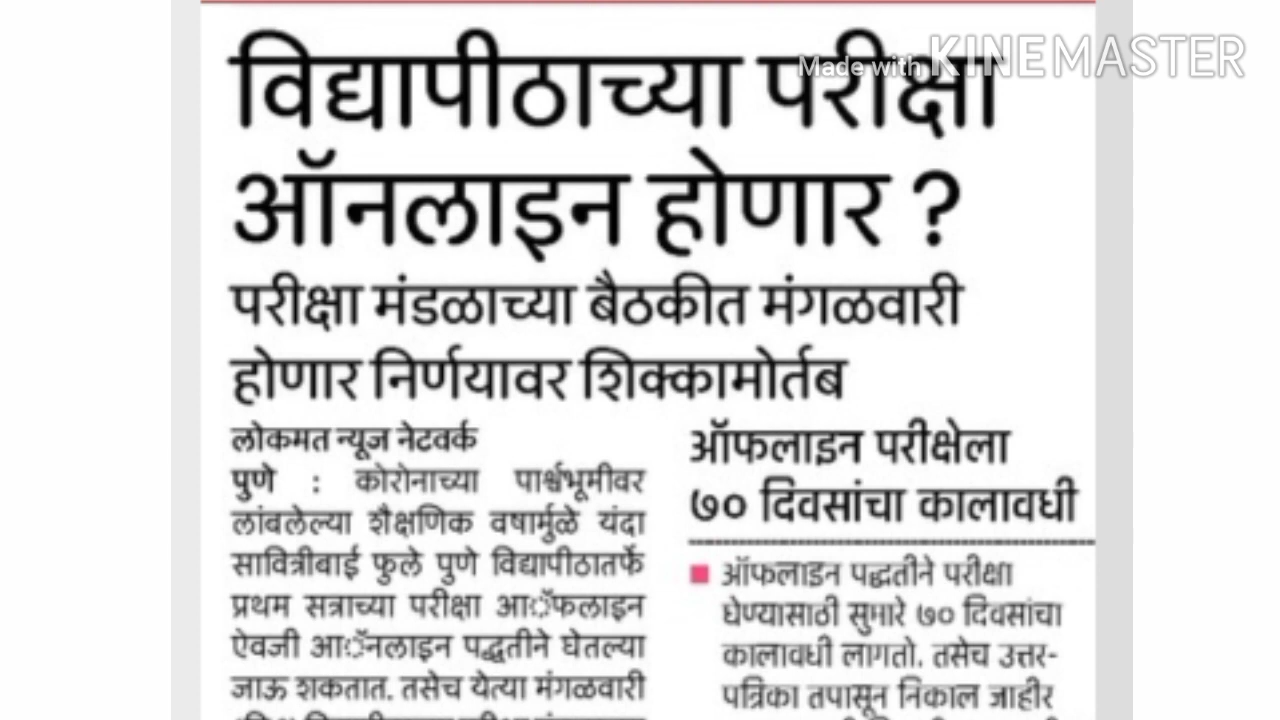 Made with KINEMASTER
विद्यापीठाच्या परीक्षा
ऑनलाइन होणार ?
परीक्षा मंडळाच्या बैठकीत मंगळवारी
होणार निर्णयावर शिक्कामोर्तब
लोकमत न्यूज नेटवर्क
पुणे : कोरोनाच्या पार्श्वभूमीवर
लांबलेल्या शैक्षणिक वर्षामुळे यंदा
सावित्रीबाई फुले पुणे विद्यापीठातर्फे
प्रथम सत्राच्या परीक्षा ऑफलाइन
ऐवजी ऑनलाइन पद्धतीने घेतल्या
जाऊ शकतात. तसेच येत्या मंगळवारी
ऑफलाइन परीक्षेला
७० दिवसांचा कालावधी
ऑफलाइन पद्धतीने परीक्षा
घेण्यासाठी सुमारे ७० दिवसांचा
कालावधी लागतो. तसेच उत्तर-
पत्रिका तपासून निकाल जाहीर